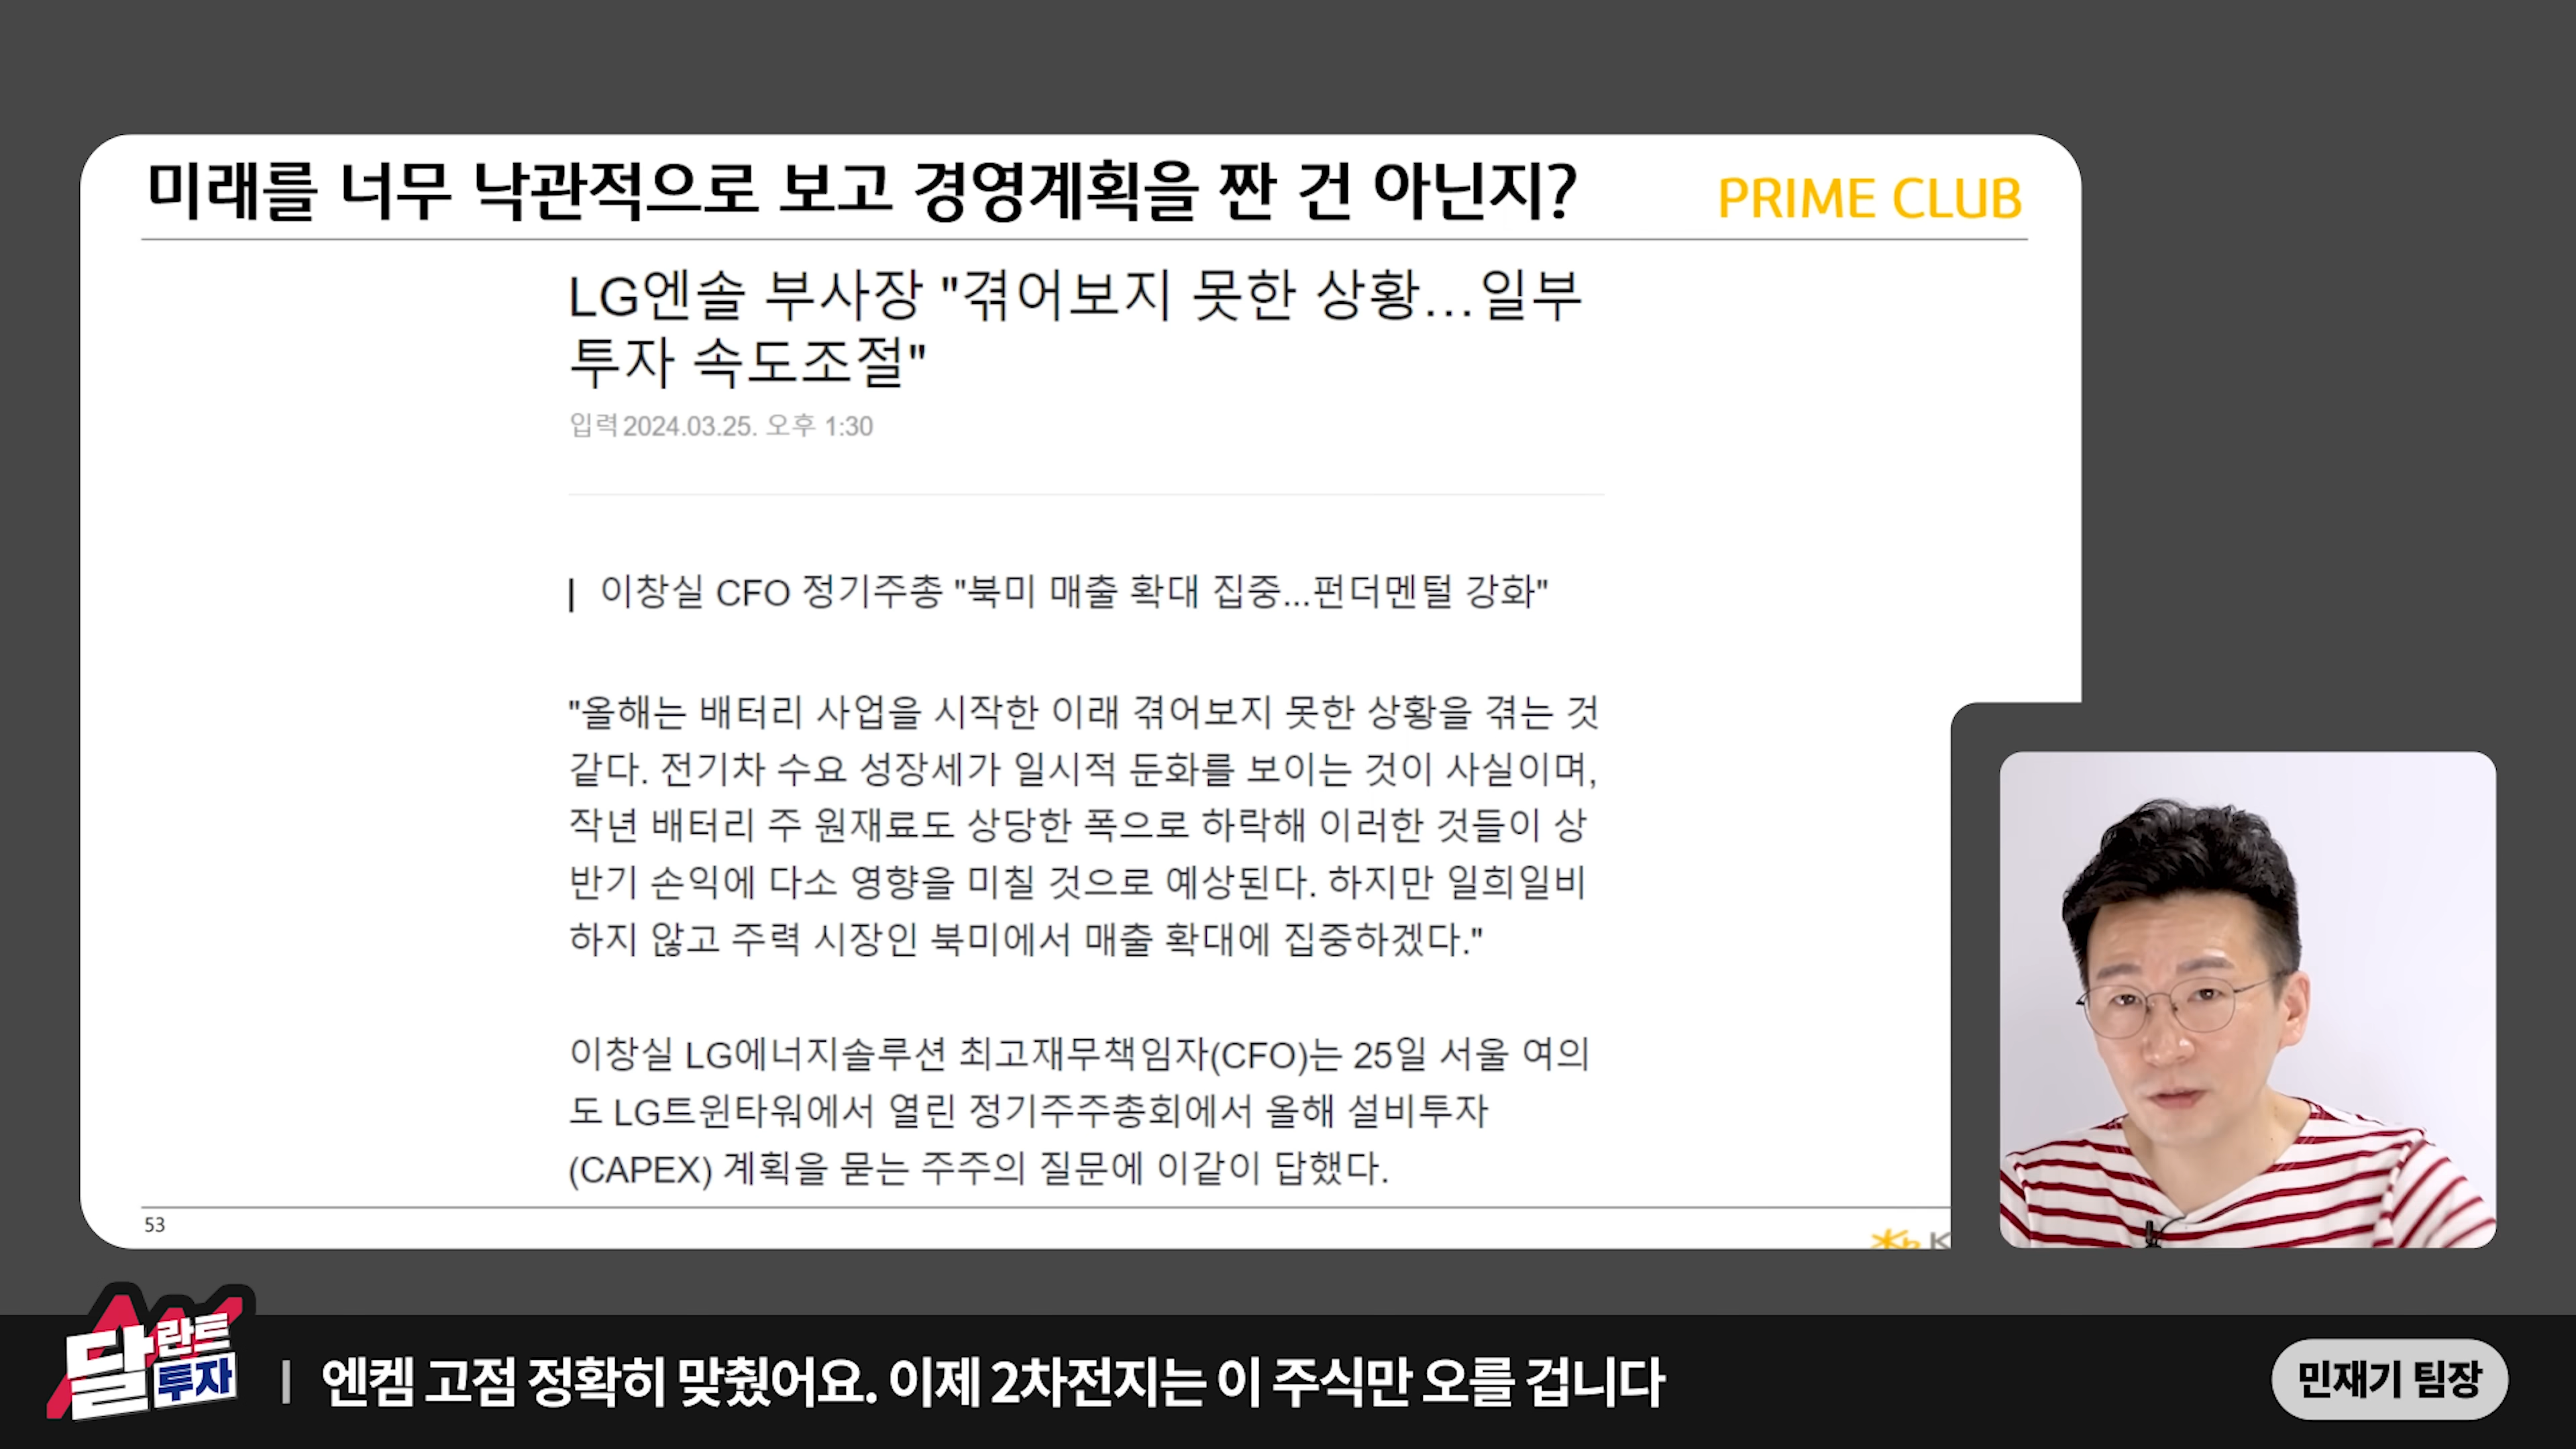 미래를 너무 낙관적으로 보고 경영계획을 짠 건 아닌지?
PRIME CLUB
LG엔솔 부사장 "겪어보지 못한 상황…일부
투자 속도조절"
입력 2024.03.25. 오후 1:30
| 이창실 CFO 정기주총 "북미 매출 확대 집중...펀더멘털 강화"
"올해는 배터리 사업을 시작한 이래 겪어보지 못한 상황을 겪는 것
같다. 전기차 수요 성장세가 일시적 둔화를 보이는 것이 사실이며,
작년 배터리 주 원재료도 상당한 폭으로 하락해 이러한 것들이 상
반기 손익에 다소 영향을 미칠 것으로 예상된다. 하지만 일희일비
하지 않고 주력 시장인 북미에서 매출 확대에 집중하겠다."
이창실 LG에너지솔루션 최고재무책임자(CFO)는 25일 서울 여의
도 LG트윈타워에서 열린 정기주주총회에서 올해 설비투자
(CAPEX) 계획을 묻는 주주의 질문에 이같이 답했다.
53
달란트
투자
| 엔켐 고점 정확히 맞췄어요. 이제 2차전지는 이 주식만 오를 겁니다
민재기 팀장